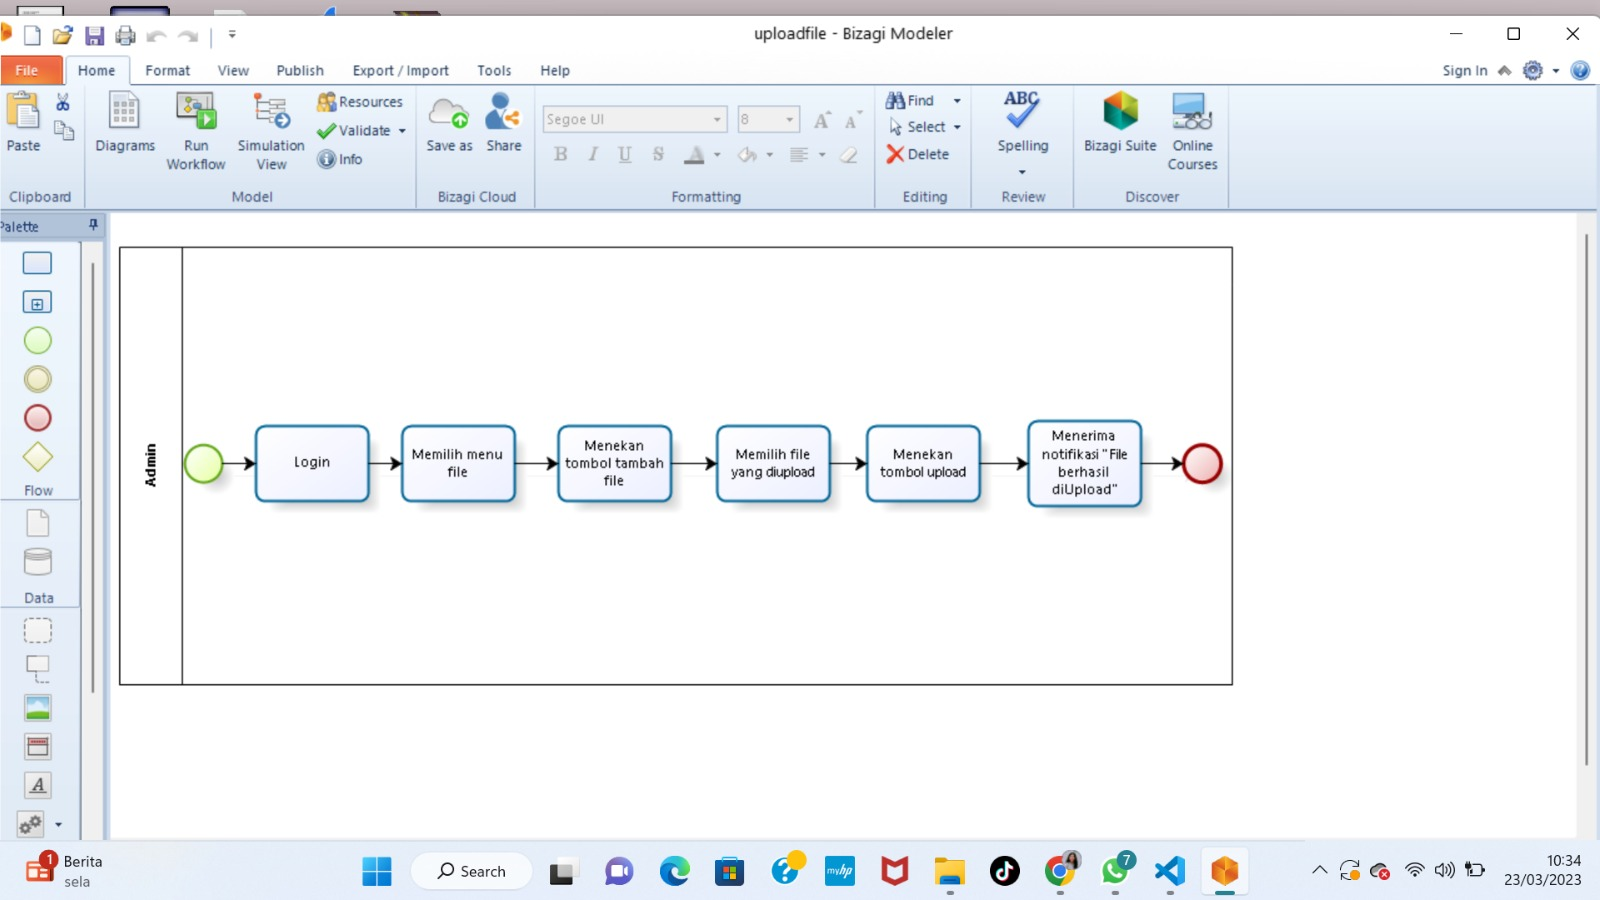 uploadfile - Bizagi Modeler
File Home Format View Publish Export / Import Tools Help Sign In
Paste
Clipboard
Diagrams
Run
Workflow
Simulation
View
Resources
Validate
Info
Model
Save as
Share
Bizagi Cloud
Segoe UI 8
A A
B I U S A
Formatting
Find
Select
Delete
Editing
ABC
Spelling
Review
Bizagi Suite
Online
Courses
Discover
Palette
Flow
Data
A
Admin
Login
Memilih menu
file
Menekan
tombol tambah
file
Memilih file
yang diupload
Menekan
tombol upload
Menerima
notifikasi "File
berhasil
diUpload"
1
Berita
sela
Search
myhp
7
10:34
23/03/2023